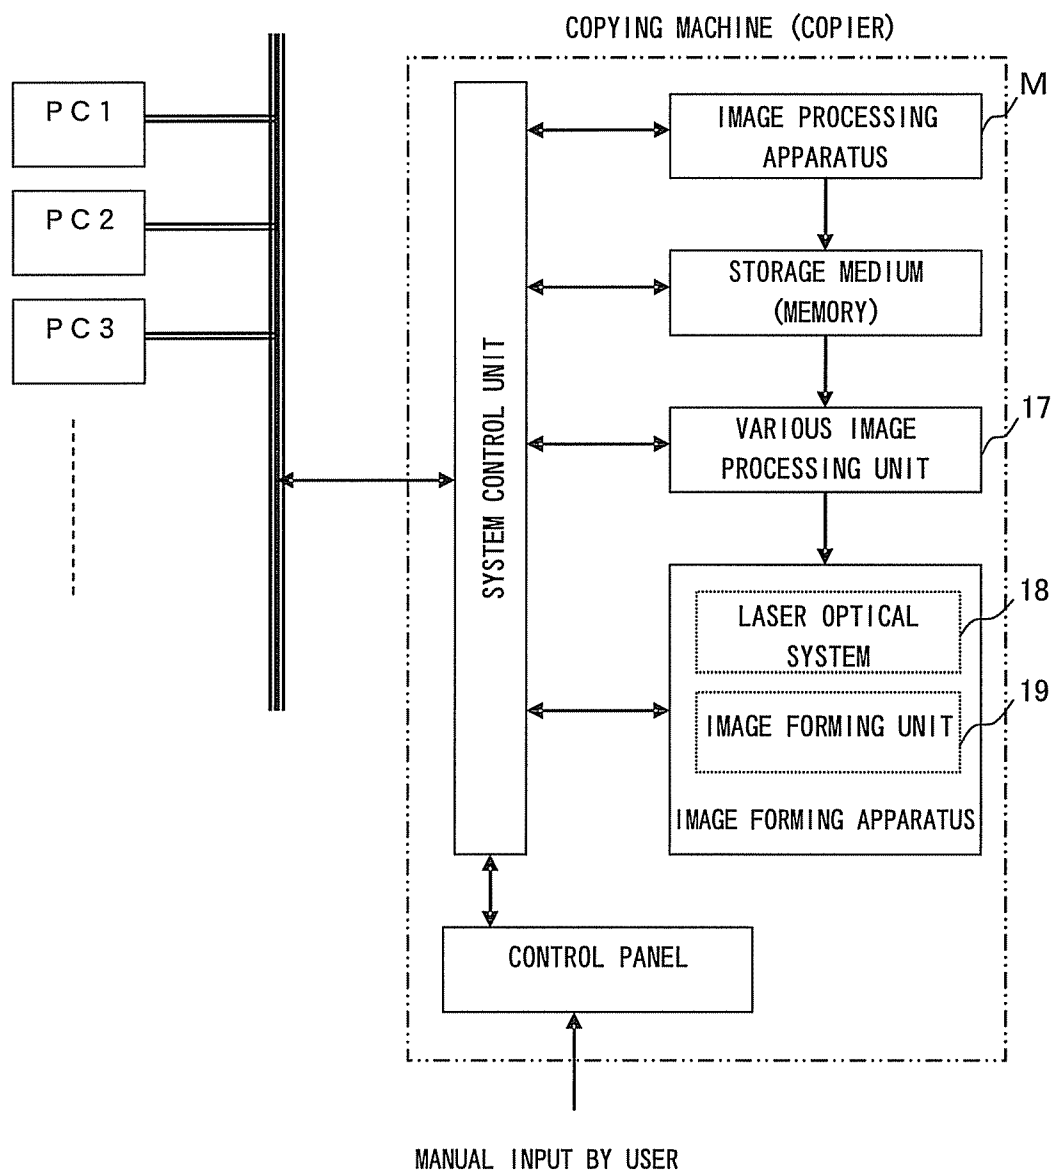 COPYING MACHINE (COPIER)
PC1
PC2
PC3
SYSTEM CONTROL UNIT
IMAGE PROCESSING
APPARATUS
M
STORAGE MEDIUM
(MEMORY)
VARIOUS IMAGE
PROCESSING UNIT
17
LASER OPTICAL
SYSTEM
18
IMAGE FORMING UNIT
19
IMAGE FORMING APPARATUS
CONTROL PANEL
MANUAL INPUT BY USER